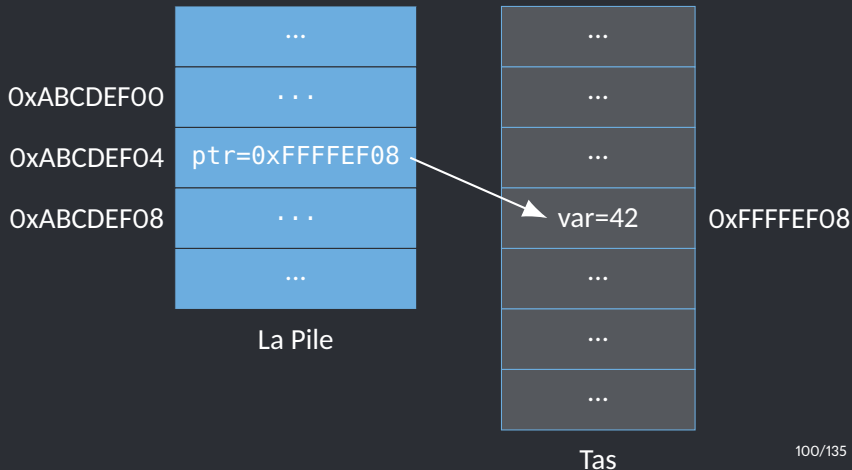 ...
...
0xABCDEF00
...
...
0xABCDEF04
ptr=0xFFFFEF08
...
0xABCDEF08
...
var=42
0xFFFFEF08
...
...
La Pile
...
...
Tas
100/135